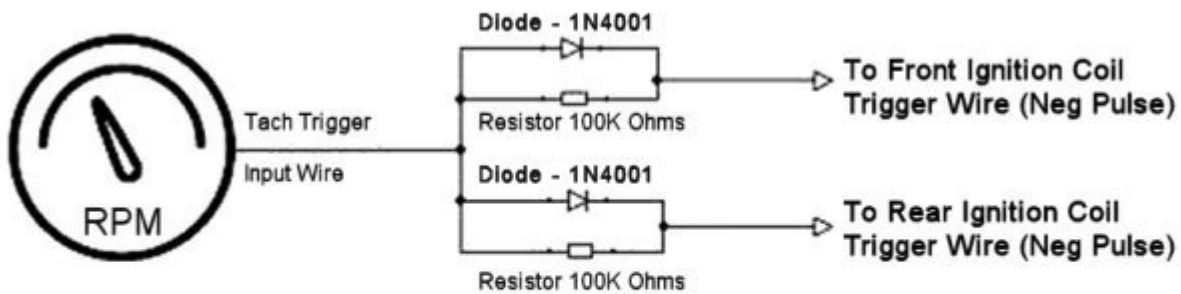 Diode - 1N4001
To Front Ignition Coil
Trigger Wire (Neg Pulse)
Resistor 100K Ohms
Tach Trigger
Input Wire
RPM
Diode - 1N4001
To Rear Ignition Coil
Trigger Wire (Neg Pulse)
Resistor 100K Ohms